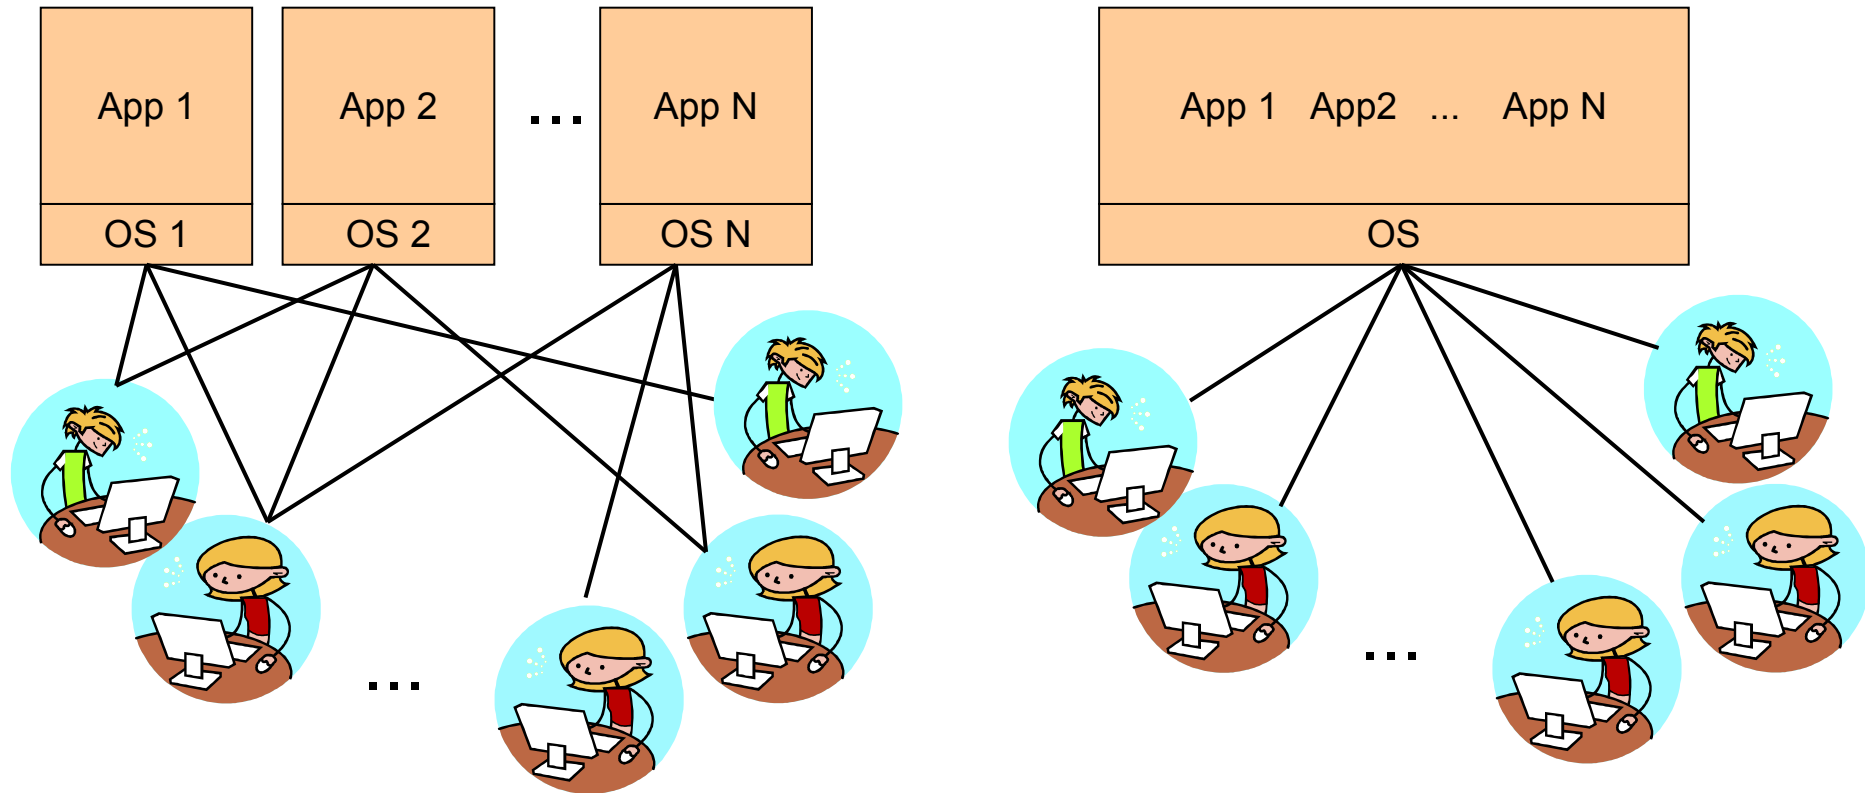 App 1 App 2 ... App N
OS 1 OS 2 OS N
...
App 1 App2 ... App N
OS
...